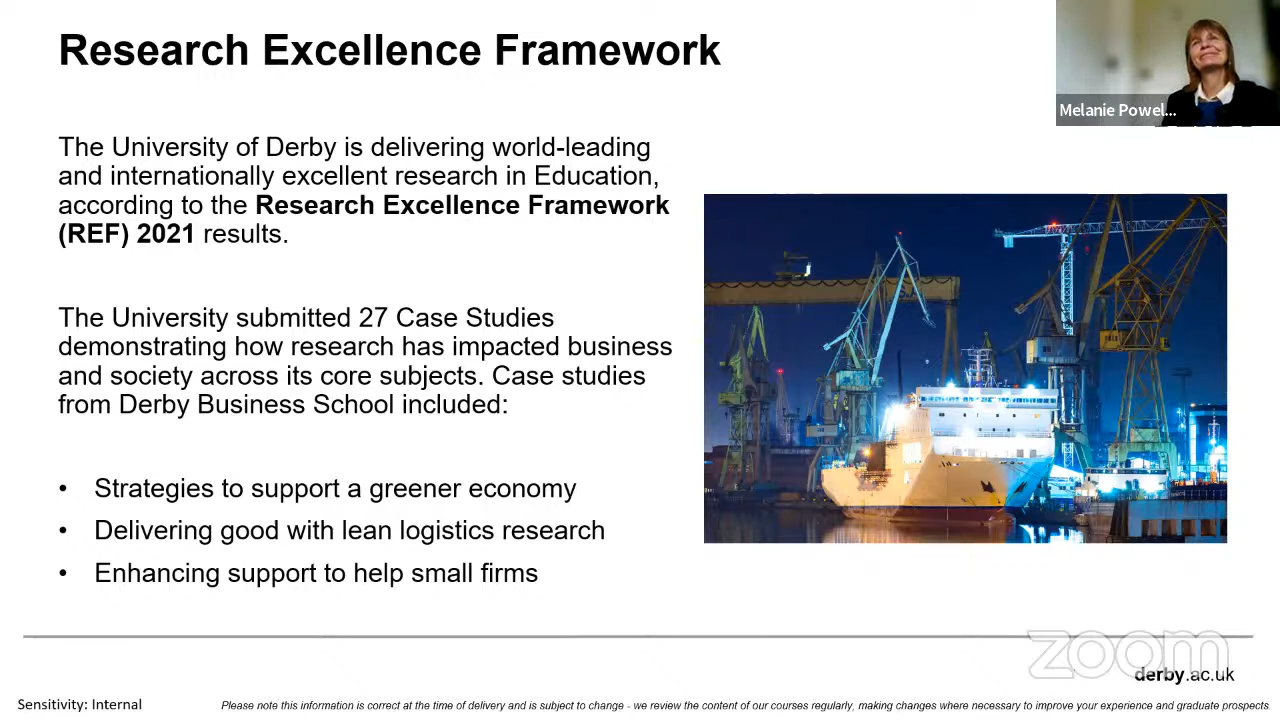 Research Excellence Framework
Melanie Powel...
The University of Derby is delivering world-leading
and internationally excellent research in Education,
according to the Research Excellence Framework
(REF) 2021 results.
The University submitted 27 Case Studies
demonstrating how research has impacted business
and society across its core subjects. Case studies
from Derby Business School included:
• Strategies to support a greener economy
• Delivering good with lean logistics research
• Enhancing support to help small firms
zoom
derby.ac.uk
Sensitivity: Internal
Please note this information is correct at the time of delivery and is subject to change - we review the content of our courses regularly, making changes where necessary to improve your experience and graduate prospects.